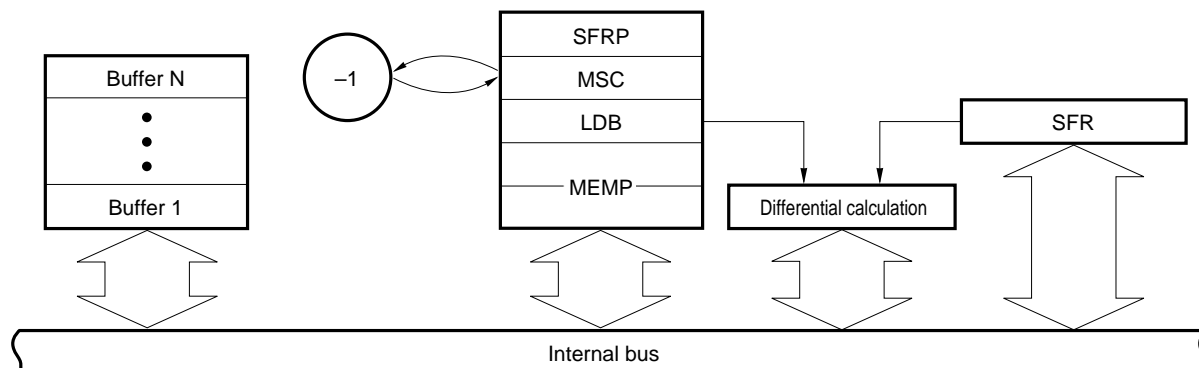 SFRP
Buffer N
–1
MSC
LDB
SFR
MEMP
Buffer 1
Differential calculation
Internal bus